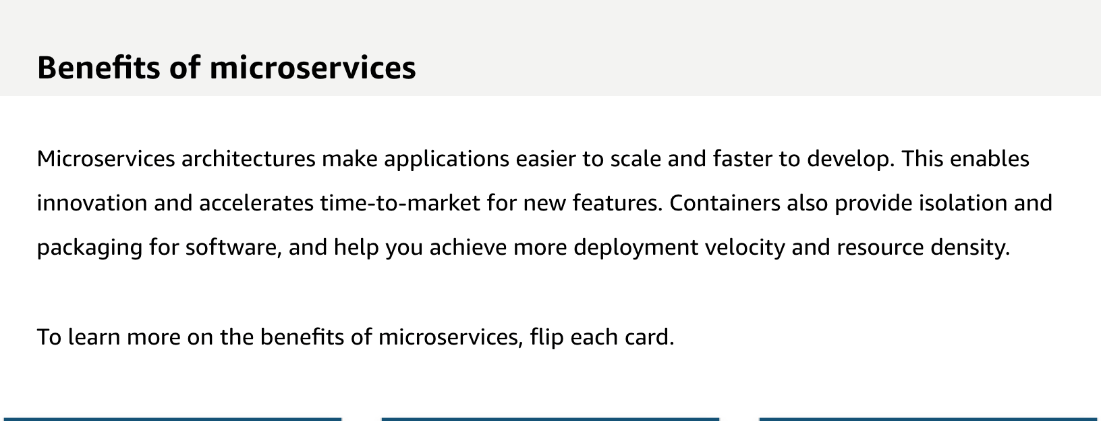 Benefits of microservices
Microservices architectures make applications easier to scale and faster to develop. This enables
innovation and accelerates time-to-market for new features. Containers also provide isolation and
packaging for software, and help you achieve more deployment velocity and resource density.
To learn more on the benefits of microservices, flip each card.